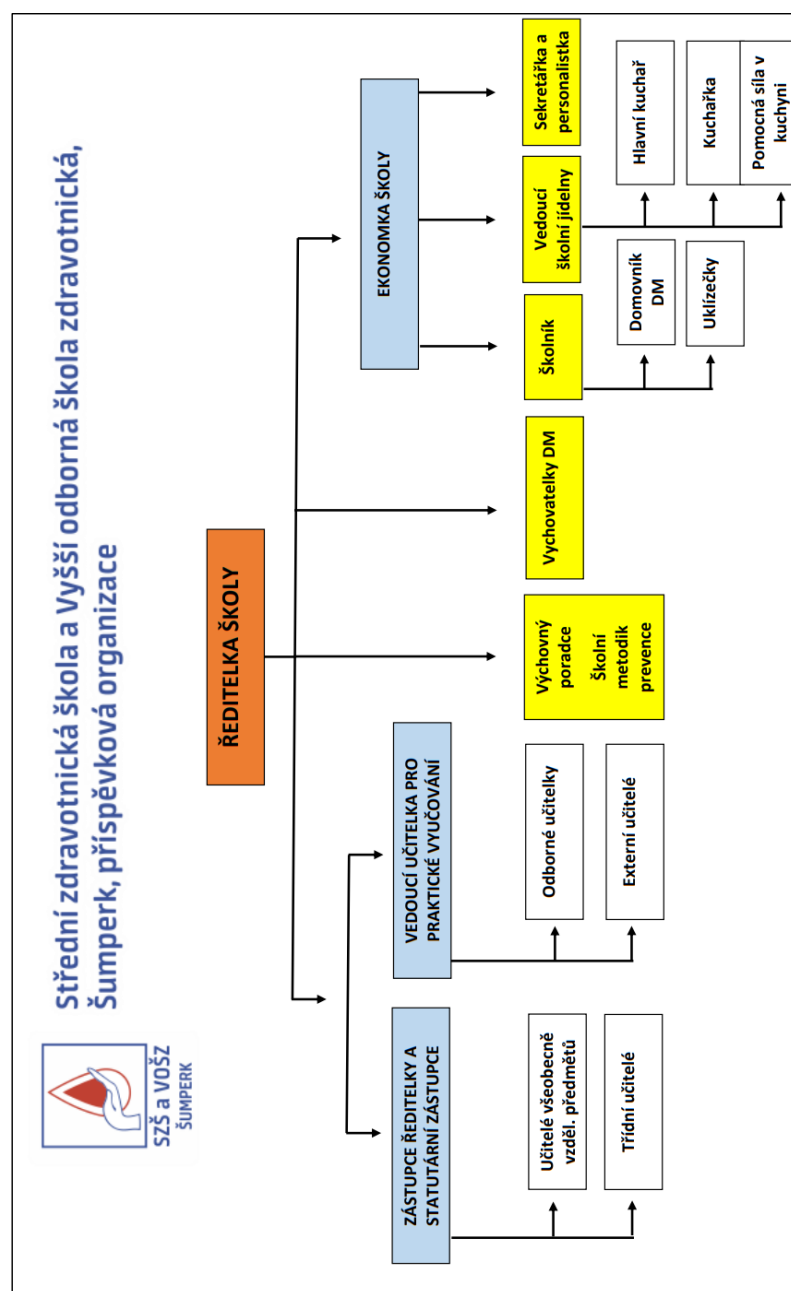 SZŠ a VOŠZ
ŠUMPERK
Střední zdravotnická škola a Vyšší odborná škola zdravotnická,
Šumperk, příspěvková organizace
ŘEDITELKA ŠKOLY
ZÁSTUPCE ŘEDITELKY A
STATUTÁRNÍ ZÁSTUPCE
VEDOUCÍ UČITELKA PRO
PRAKTICKÉ VYUČOVÁNÍ
EKONOMKA ŠKOLY
Učitelé všeobecně
vzděl. předmětů
Třídní učitelé
Odborné učitelky
Externí učitelé
Výchovný
poradce
Školní
metodik
prevence
Vychovatelky DM
Školník
Vedoucí
školní jídelny
Sekretářka a
personalistka
Domovník
DM
Uklízečky
Hlavní kuchař
Kuchařka
Pomocná síla v
kuchyni